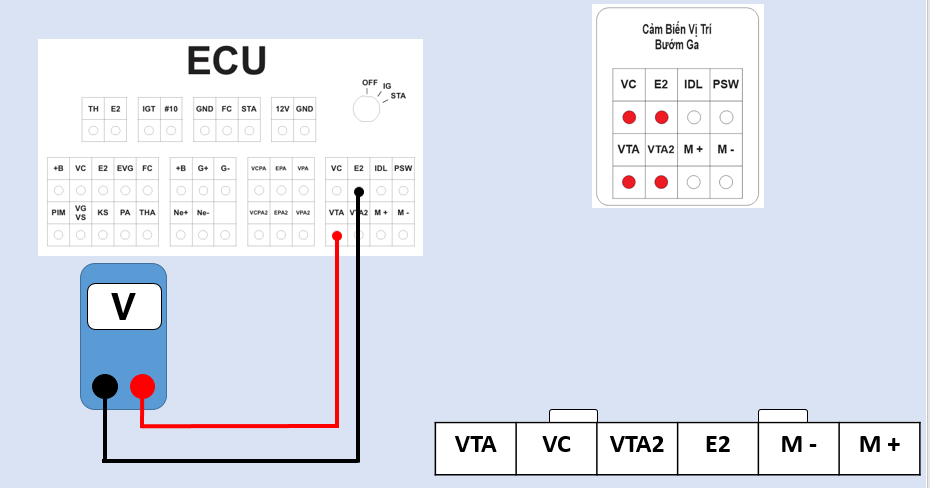 Cảm Biến Vị Trí
Bướm Ga
VC E2 IDL PSW
VTA VTA2 M + M -
ECU
OFF IG STA
TH E2 IGT #10 GND FC STA 12V GND
+B VC E2 EVG FC +B G+ G- VCPA EPA VPA VC E2 IDL PSW
PIM VG VS KS PA THA Ne+ Ne- VCPA2 EPA2 VPA2 VTA VTA2 M + M -
V
VTA VC VTA2 E2 M - M +